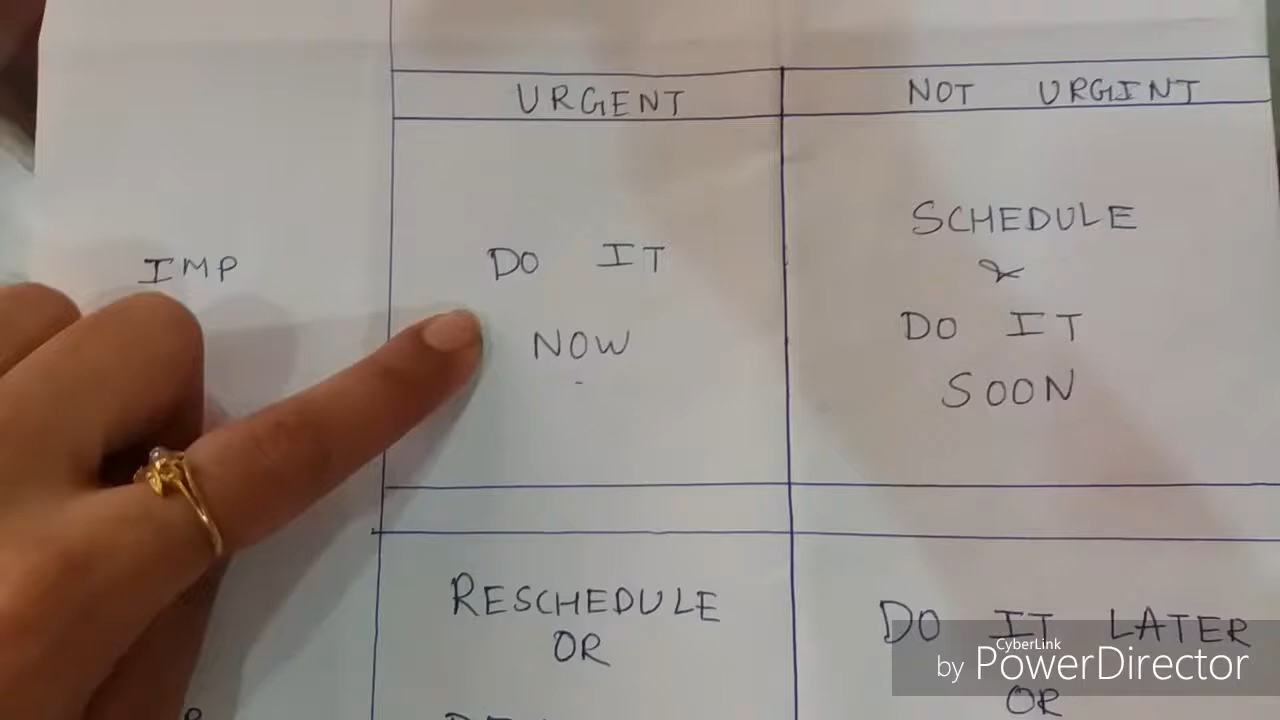 URGENT
NOT URGINT
IMP
DO IT
NOW
SCHEDULE
&
DO IT
SOON
RESCHEDULE
OR
DO IT LATER
OR
CyberLink
by PowerDirector